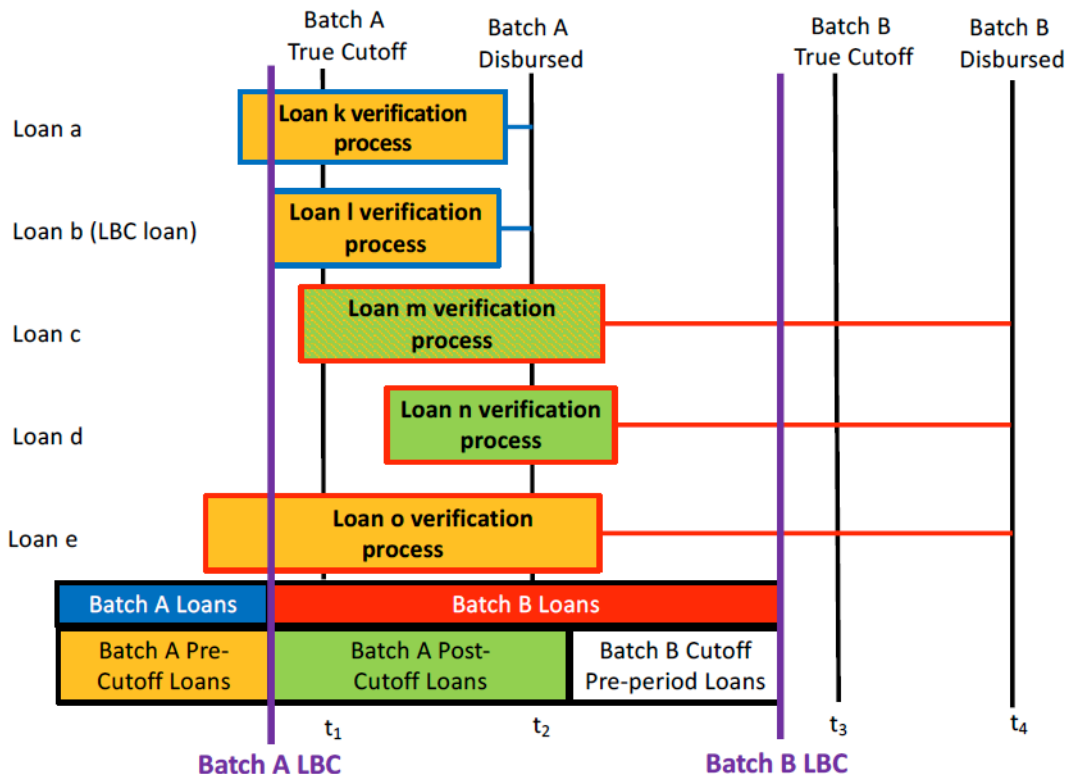 Batch A
True Cutoff
Batch A
Disbursed
Batch B
True Cutoff
Batch B
Disbursed
Loan a
Loan k verification
process
Loan b (LBC loan)
Loan l verification
process
Loan c
Loan m verification
process
Loan d
Loan n verification
process
Loan e
Loan o verification
process
Batch A Loans
Batch B Loans
Batch A Pre-
Cutoff Loans
Batch A Post-
Cutoff Loans
Batch B Cutoff
Pre-period Loans
t₁
t₂
t₃
t₄
Batch A LBC
Batch B LBC